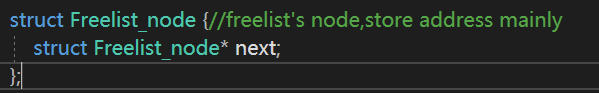 struct Freelist_node {//freelist's node,store address mainly
struct Freelist_node* next;
};